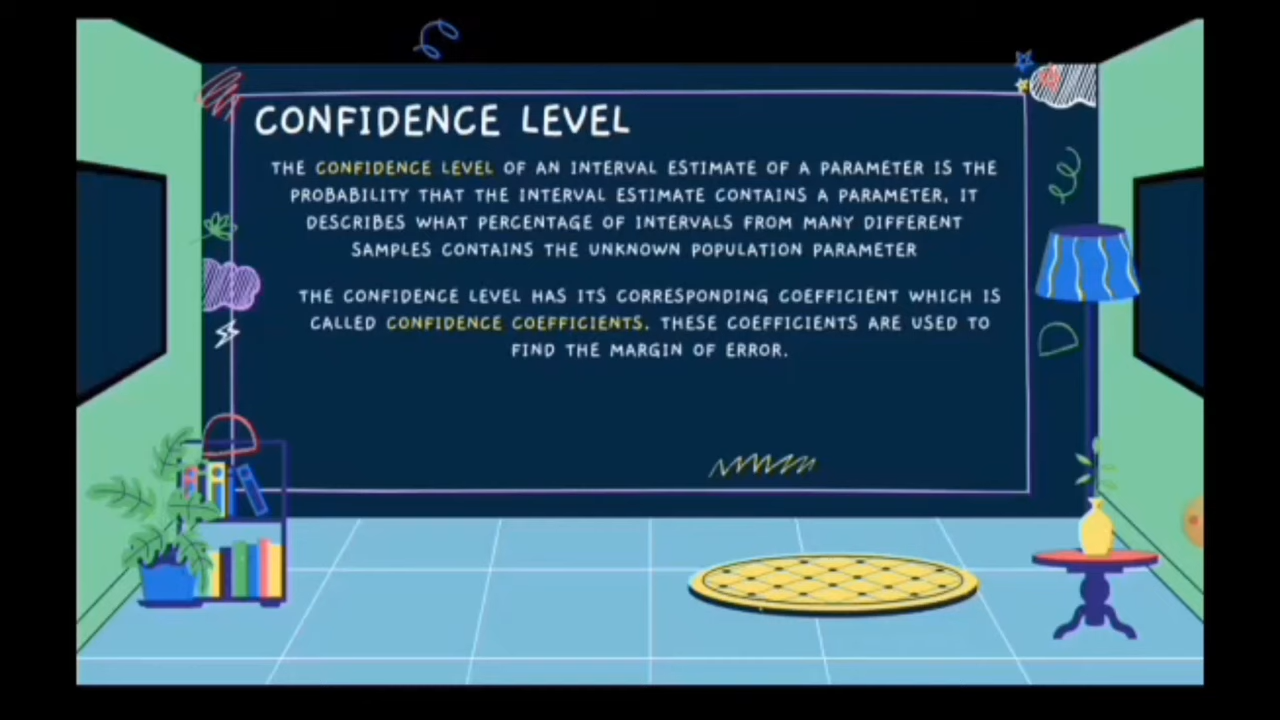 CONFIDENCE LEVEL
THE CONFIDENCE LEVEL OF AN INTERVAL ESTIMATE OF A PARAMETER IS THE
PROBABILITY THAT THE INTERVAL ESTIMATE CONTAINS A PARAMETER, IT
DESCRIBES WHAT PERCENTAGE OF INTERVALS FROM MANY DIFFERENT
SAMPLES CONTAINS THE UNKNOWN POPULATION PARAMETER
THE CONFIDENCE LEVEL HAS ITS CORRESPONDING COEFFICIENT WHICH IS
CALLED CONFIDENCE COEFFICIENTS. THESE COEFFICIENTS ARE USED TO
FIND THE MARGIN OF ERROR.